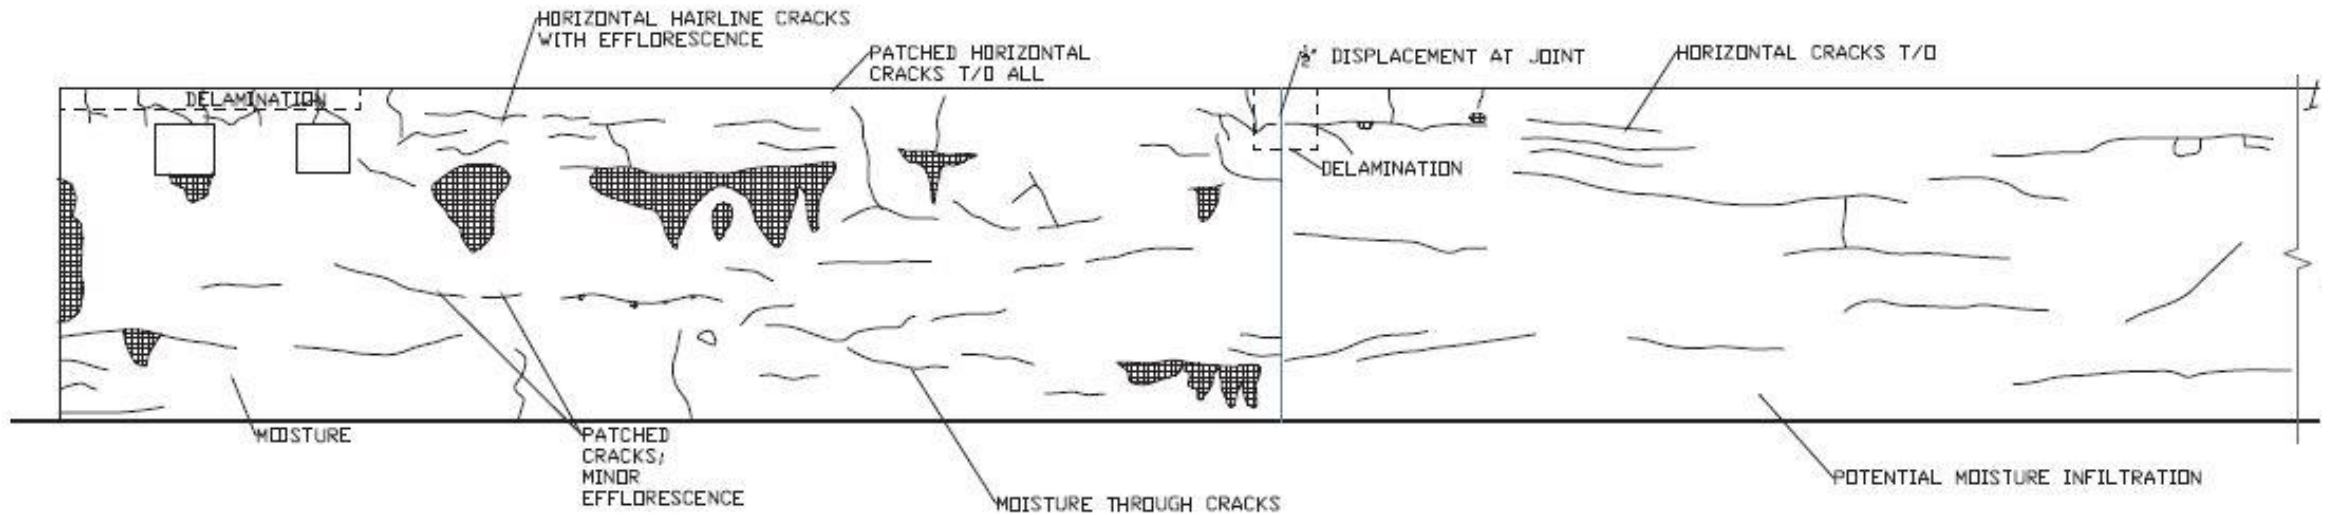 HORIZONTAL HAIRLINE CRACKS
WITH EFFLORESCENCE
PATCHED HORIZONTAL
CRACKS T/O ALL
½" DISPLACEMENT AT JOINT
HORIZONTAL CRACKS T/O
DELAMINATION
DELAMINATION
MOISTURE
PATCHED
CRACKS;
MINOR
EFFLORESCENCE
MOISTURE THROUGH CRACKS
POTENTIAL MOISTURE INFILTRATION